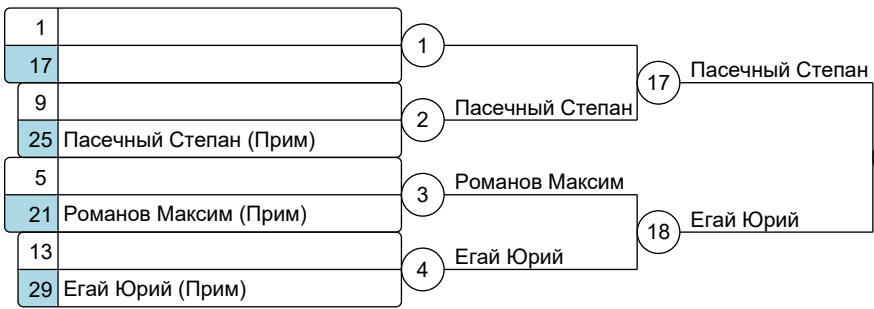 1
17
1
9
25 Пасечный Степан (Прим)
2 Пасечный Степан
17 Пасечный Степан
5
21 Романов Максим (Прим)
3 Романов Максим
13
29 Егай Юрий (Прим)
4 Егай Юрий
18 Егай Юрий